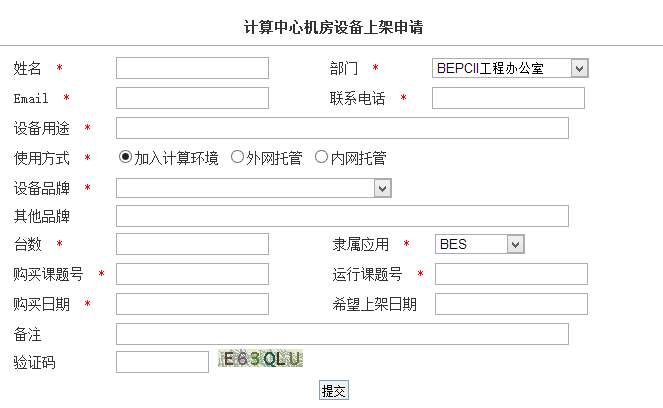 计算中心机房设备上架申请
姓名 * 部门 * BEPCII工程办公室
Email * 联系电话 *
设备用途 *
使用方式 * 加入计算环境 外网托管 内网托管
设备品牌 *
其他品牌
台数 * 隶属应用 * BES
购买课题号 * 运行课题号 *
购买日期 * 希望上架日期
备注
验证码 E63QLU
提交